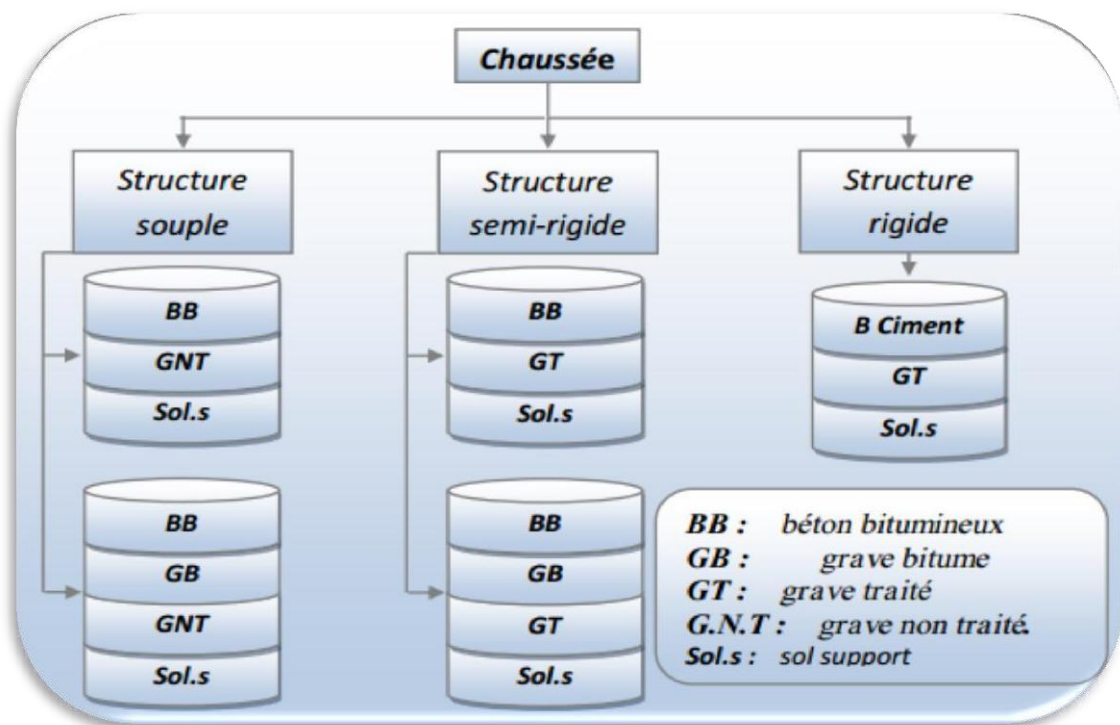 Chaussée
Structure
souple
BB
GNT
Sol.s
BB
GB
GNT
Sol.s
Structure
semi-rigide
BB
GT
Sol.s
BB
GB
GT
Sol.s
Structure
rigide
B Ciment
GT
Sol.s
BB : béton bitumineux
GB : grave bitume
GT : grave traité
G.N.T : grave non traité.
Sol.s : sol support